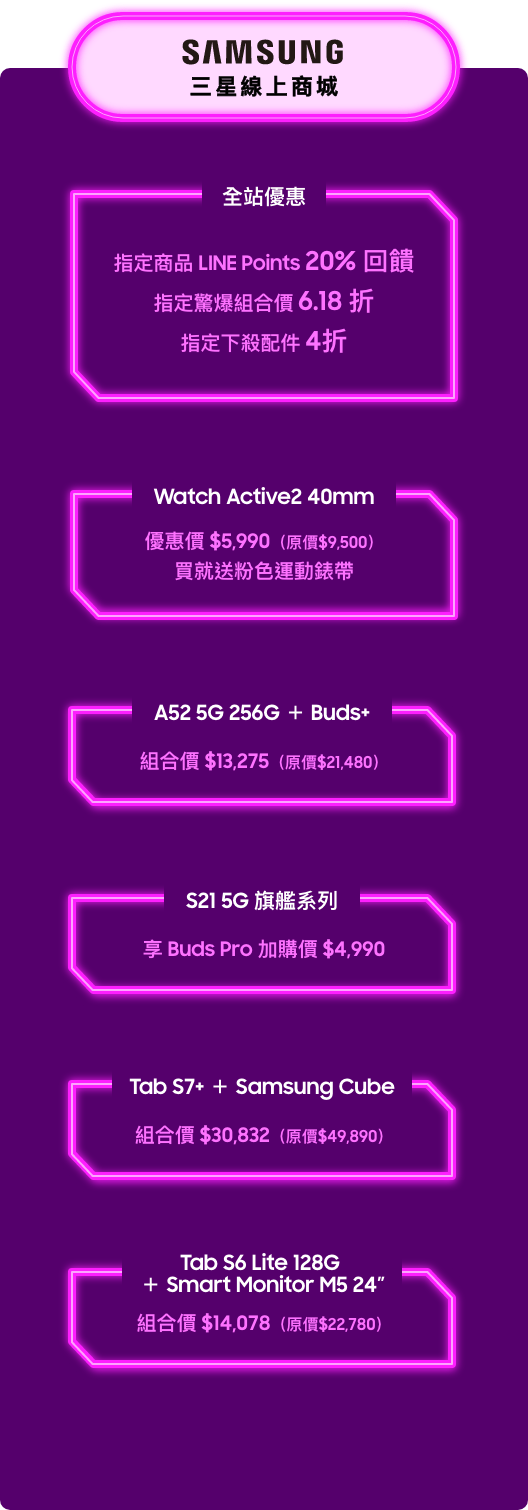 SAMSUNG
三星線上商城
全站優惠
指定商品 LINE Points 20% 回饋
指定驚爆組合價 6.18 折
指定下殺配件 4折
Watch Active2 40mm
優惠價 $5,990（原價$9,500）
買就送粉色運動錶帶
A52 5G 256G ＋ Buds+
組合價 $13,275（原價$21,480）
S21 5G 旗艦系列
享 Buds Pro 加購價 $4,990
Tab S7+ ＋ Samsung Cube
組合價 $30,832（原價$49,890）
Tab S6 Lite 128G
＋ Smart Monitor M5 24”
組合價 $14,078（原價$22,780）